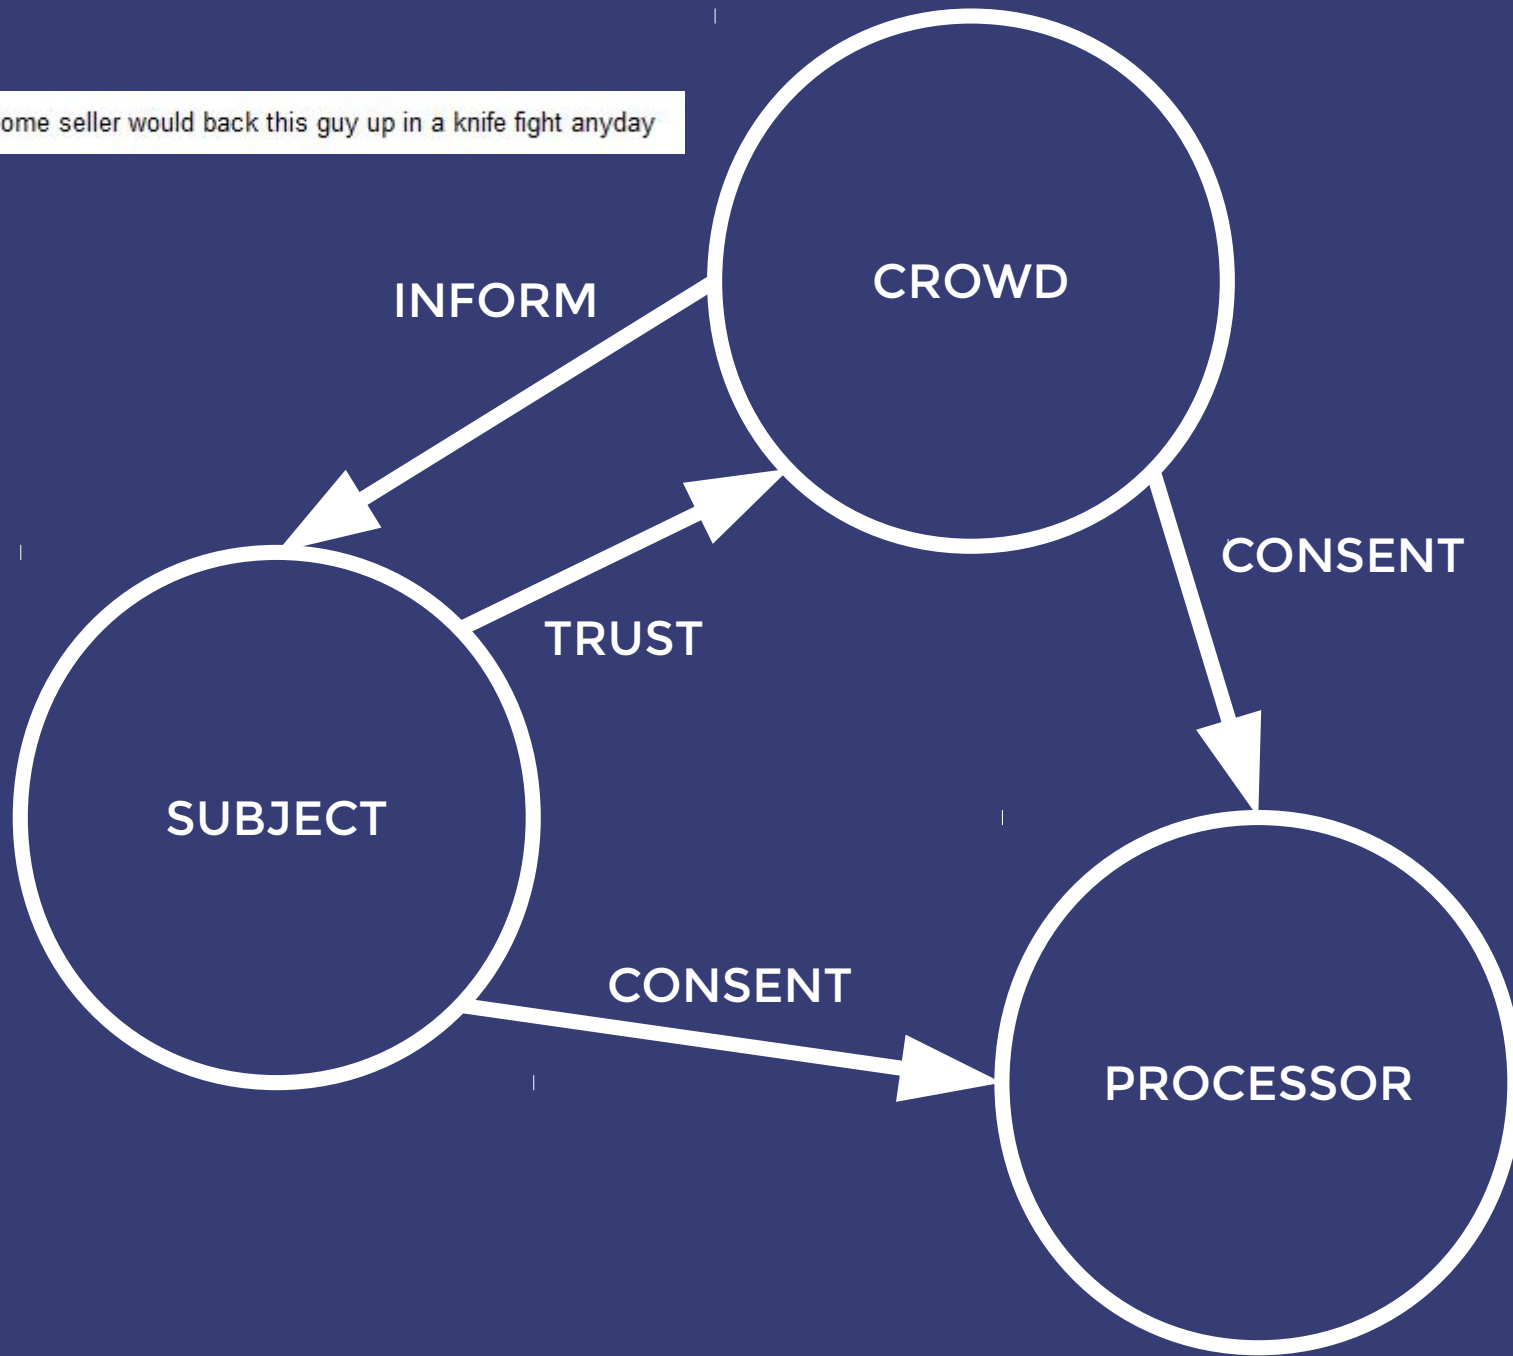 ome seller would back this guy up in a knife fight anyday
CROWD
INFORM
CONSENT
TRUST
SUBJECT
CONSENT
PROCESSOR